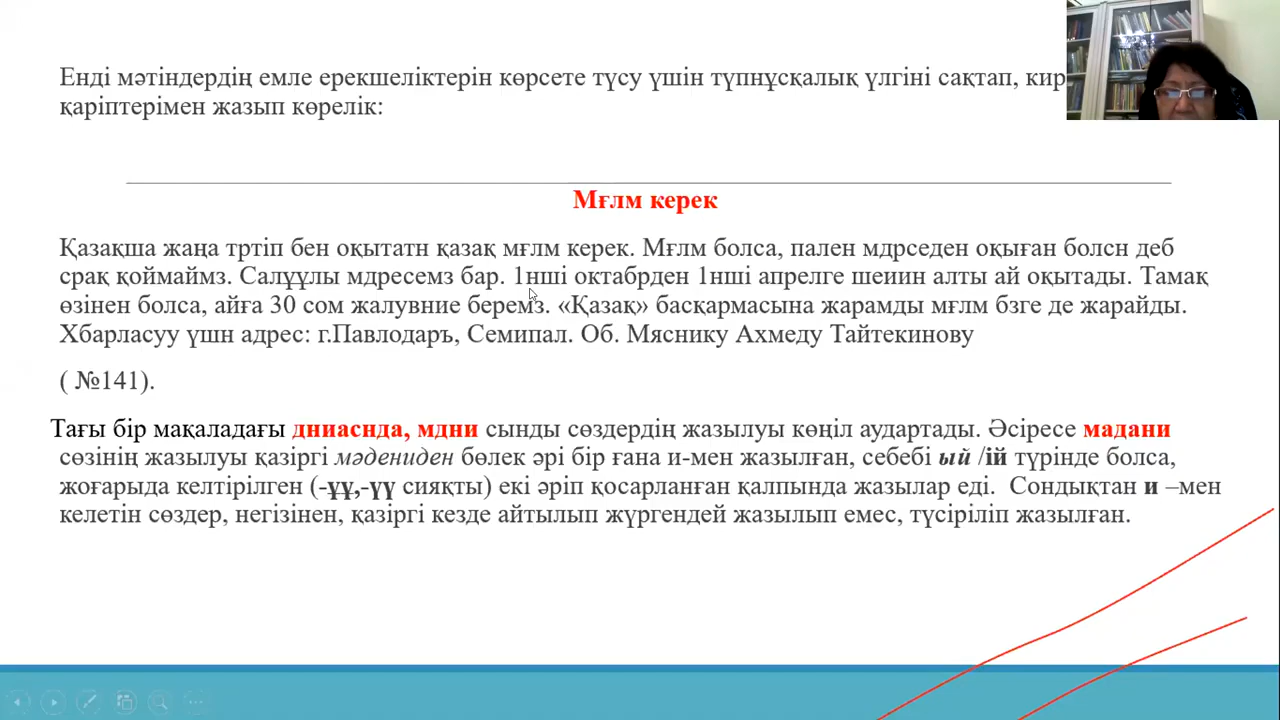 Енді мәтіндердің емле ерекшеліктерін көрсете түсу үшін түпнұсқалық үлгіні сақтап, кир
қаріптерімен жазып көрелік:
Мғлм керек
Қазақша жаңа тртіп бен оқытатн қазақ мғлм керек. Мғлм болса, пален мдрседен оқыған болсн деб
срақ қоймаймз. Салұұлы мдресемз бар. 1нші октабрден 1нші апрелге шеиин алты ай оқытады. Тамақ
өзінен болса, айға 30 сом жалувние беремз. «Қазақ» басқармасына жарамды мғлм бзге де жарайды.
Хбарласуу үшн адрес: г.Павлодаръ, Семипал. Об. Мяснику Ахмеду Тайтекинову
( №141).
Тағы бір мақаладағы дниаснда, мдни сынды сөздердің жазылуы көңіл аудартады. Әсіресе мадани
сөзінің жазылуы қазіргі мәдениден бөлек әрі бір ғана и-мен жазылған, себебі ый /ій түрінде болса,
жоғарыда келтірілген (-ұұ,-үү сияқты) екі әріп қосарланған қалпында жазылар еді. Сондықтан и –мен
келетін сөздер, негізінен, қазіргі кезде айтылып жүргендей жазылып емес, түсіріліп жазылған.